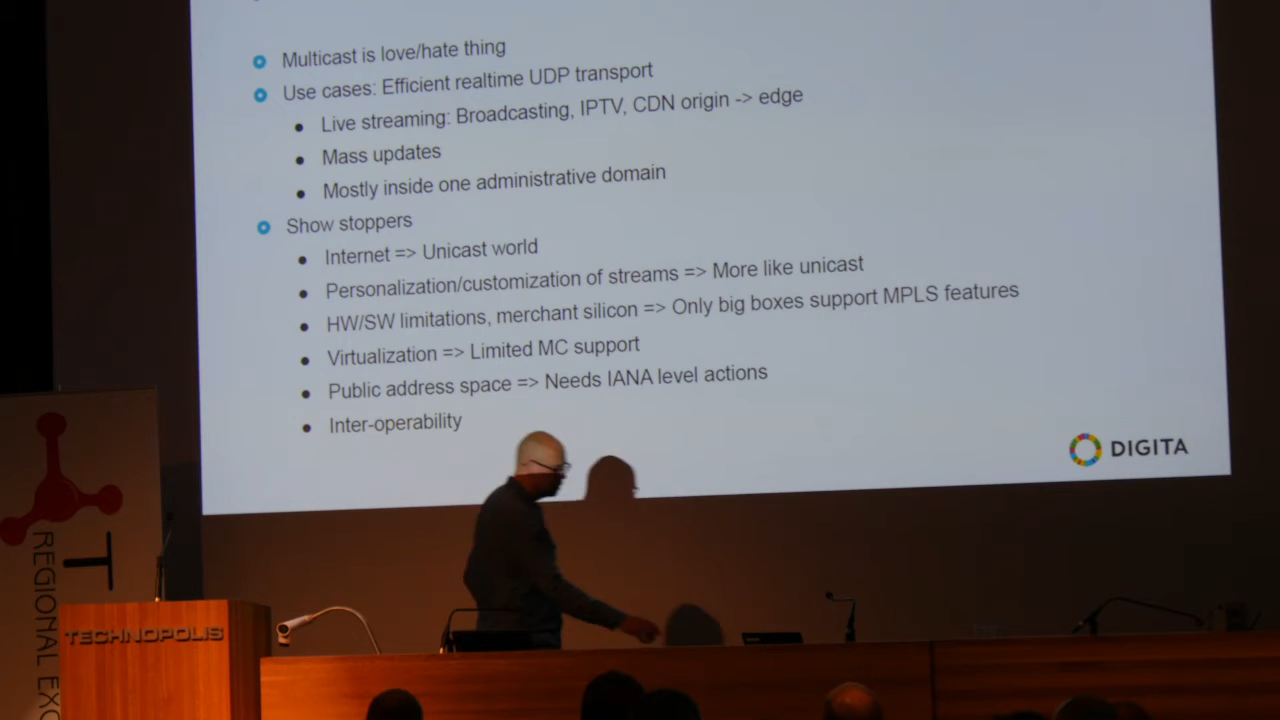 Multicast is love/hate thing
Use cases: Efficient realtime UDP transport
Live streaming: Broadcasting, IPTV, CDN origin -> edge
Mass updates
Mostly inside one administrative domain
Show stoppers
Internet => Unicast world
Personalization/customization of streams => More like unicast
HW/SW limitations, merchant silicon => Only big boxes support MPLS features
Virtualization => Limited MC support
Public address space => Needs IANA level actions
Inter-operability
DIGITA
T
REGIONAL EXC
TECHNOPOLIS